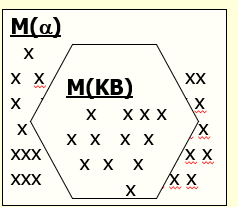 M(α)
x
x x xx
M(KB)
x x
x x x x x
x x x x x x
xxx x x x x x
xxx x x x